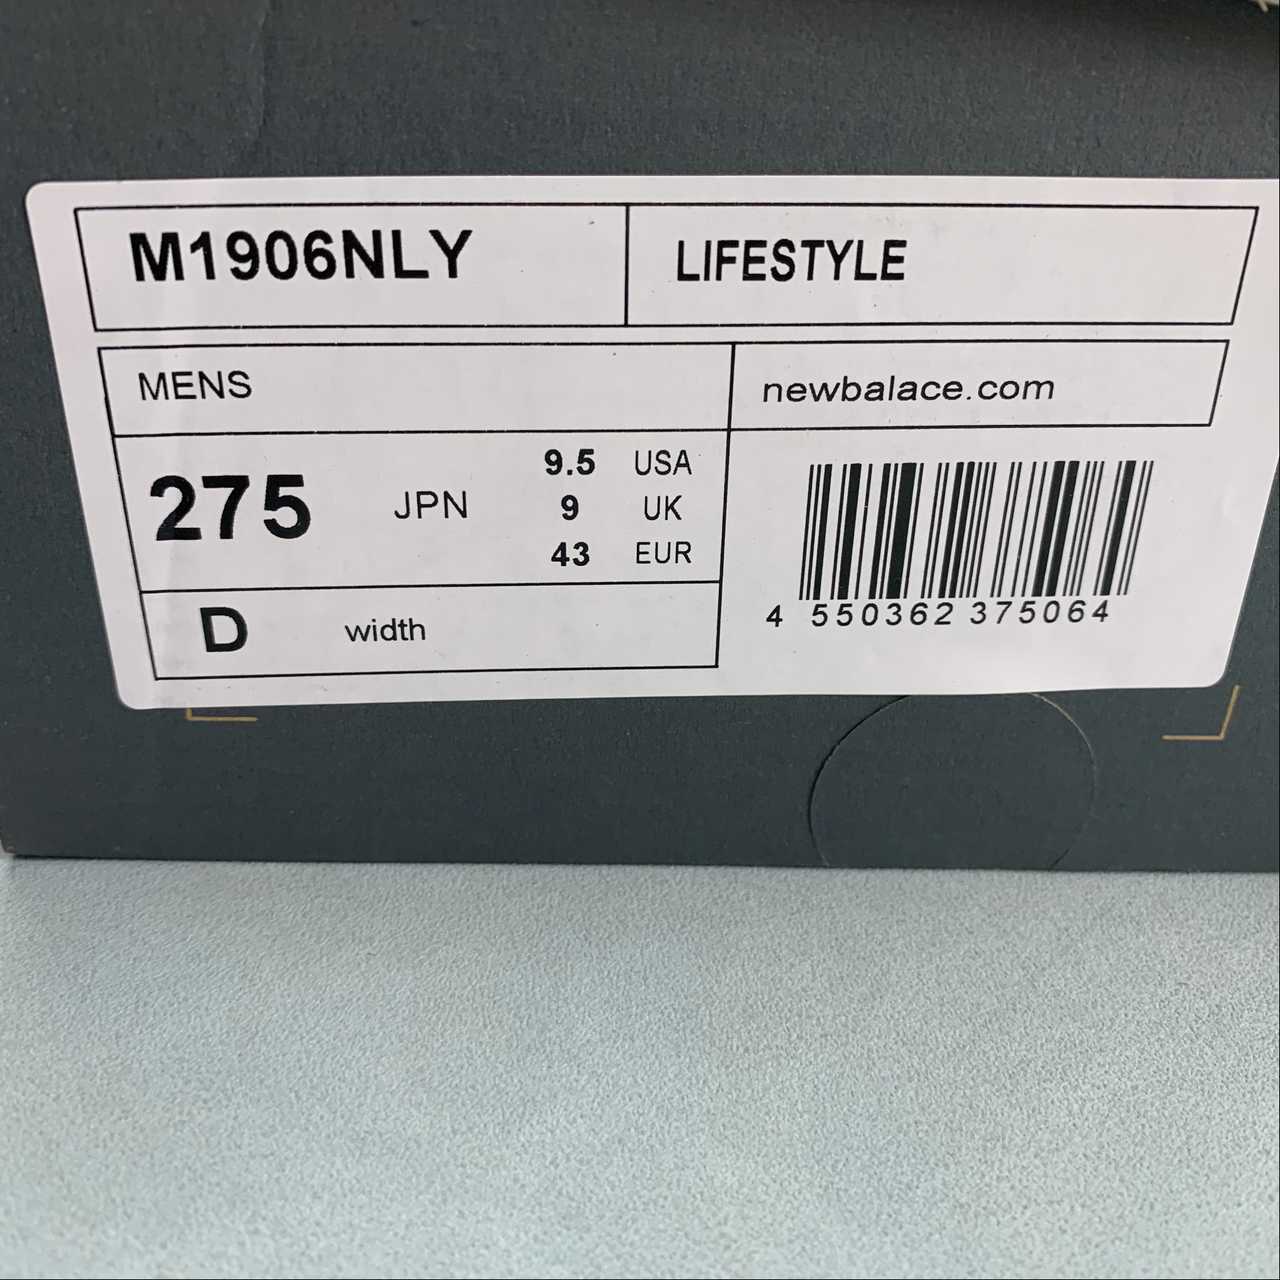 M1906NLY
LIFESTYLE
MENS
newbalace.com
275 JPN
9.5 USA
9 UK
43 EUR
D width
4 550362 375064